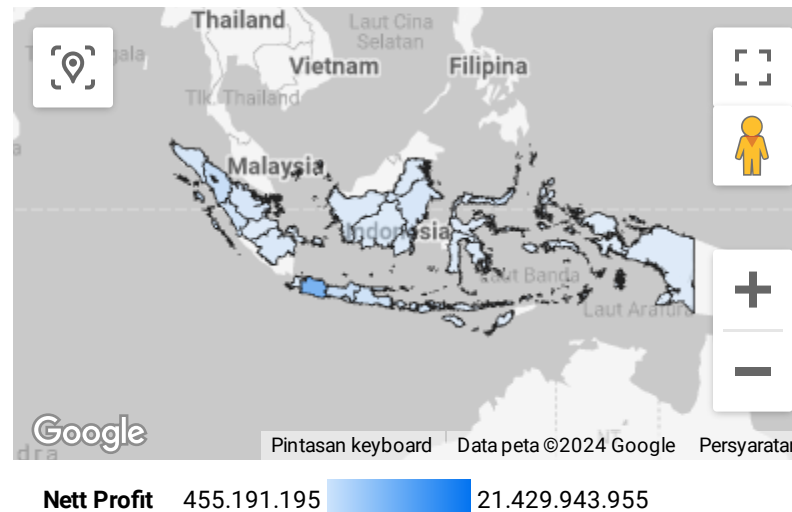 Thailand
Laut Cina
Selatan
Vietnam
Filipina
Tlk. Thailand
Malaysia
Indonesia
Laut Banda
Laut Arafura
NT
Google
Pintasan keyboard
Data peta ©2024 Google
Persyaratan
Nett Profit
455.191.195
21.429.943.955